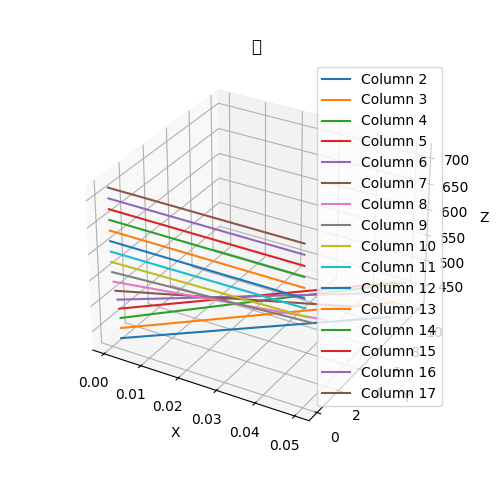 Column 2
Column 3
Column 4
Column 5
Column 6
Column 7
Column 8
Column 9
Column 10
Column 11
Column 12
Column 13
Column 14
Column 15
Column 16
Column 17
700
650
600
550
500
450
Z
0.00
0.01
0.02
0.03
0.04
0.05
X
0
2
10